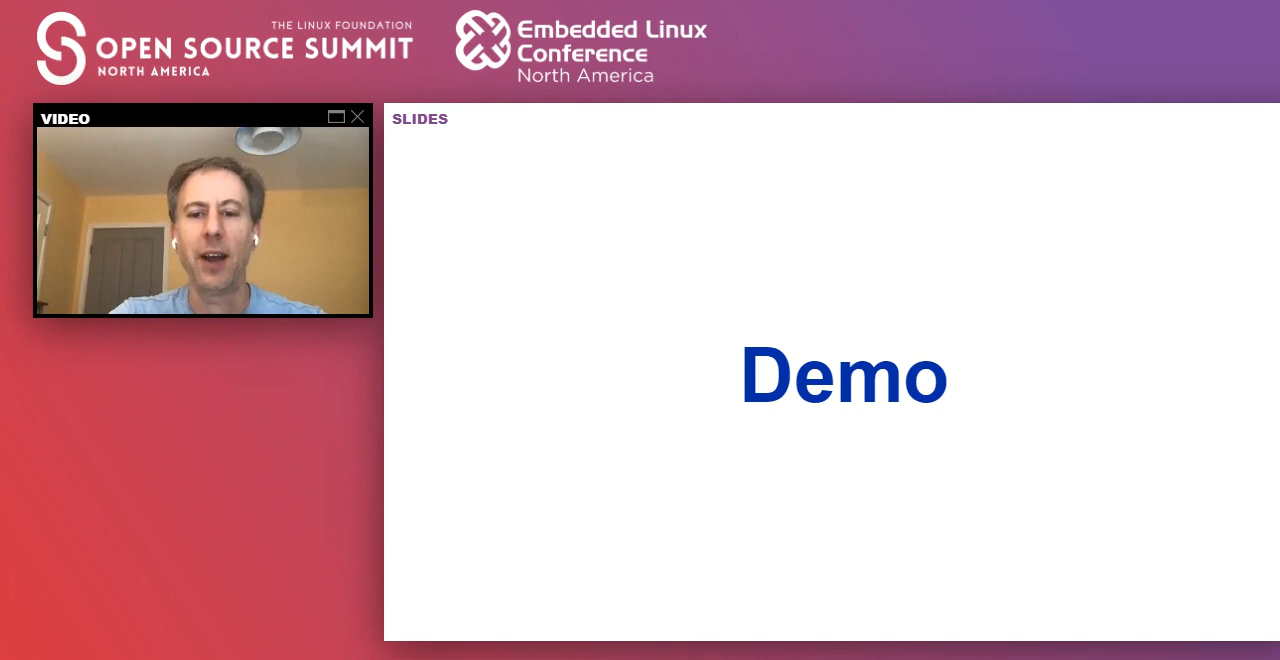 THE LINUX FOUNDATION
OPEN SOURCE SUMMIT
NORTH AMERICA
Embedded Linux
Conference
North America
VIDEO
SLIDES
Demo